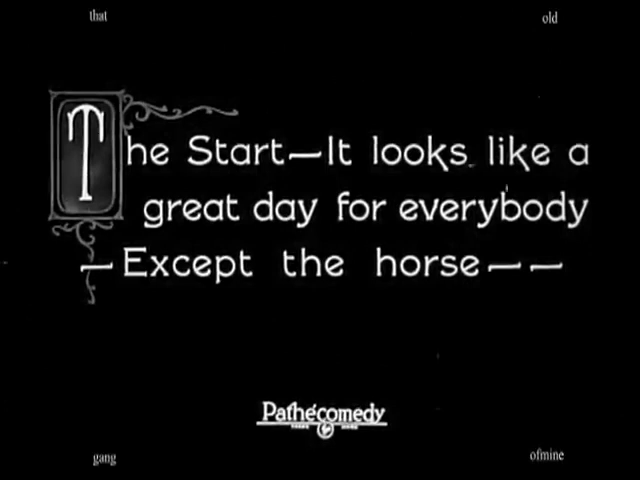 that
old
The Start—It looks like a
great day for everybody
—Except the horse——
Pathécomedy
gang
ofmine